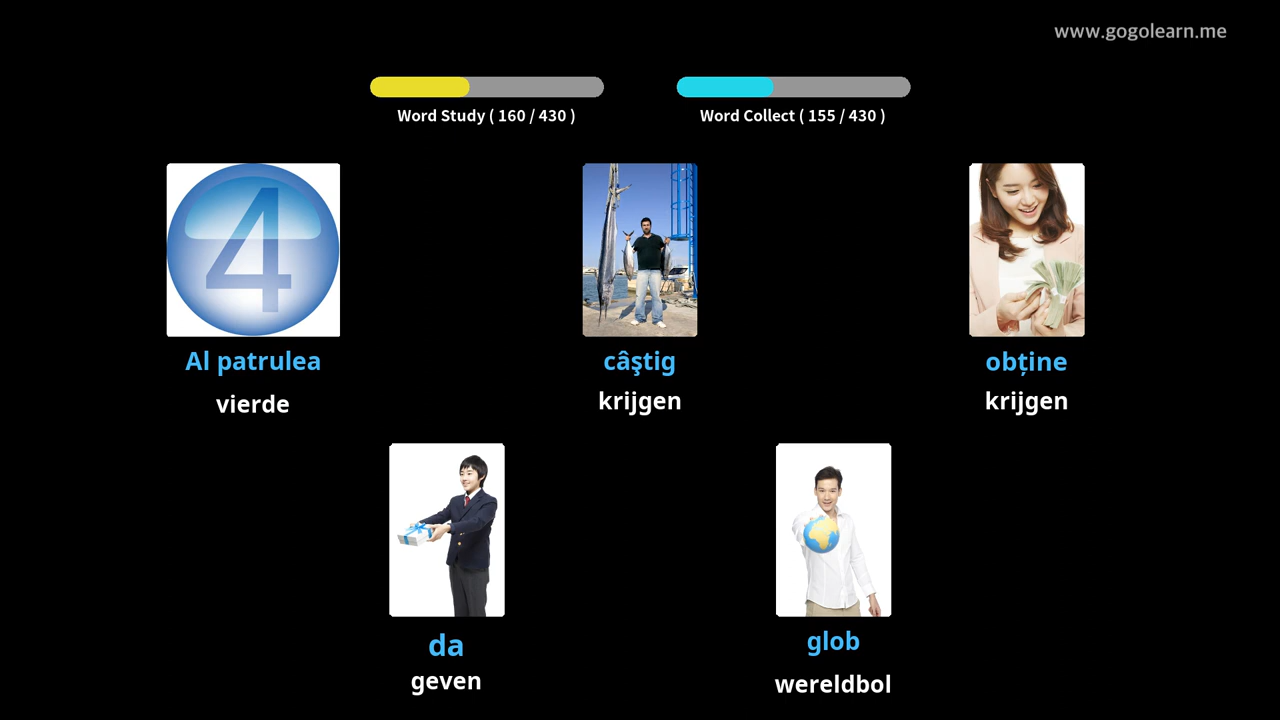 www.gogolearn.me
Word Study ( 160 / 430 )
Word Collect ( 155 / 430 )
4
Al patrulea
vierde
câştig
krijgen
obține
krijgen
da
geven
glob
wereldbol